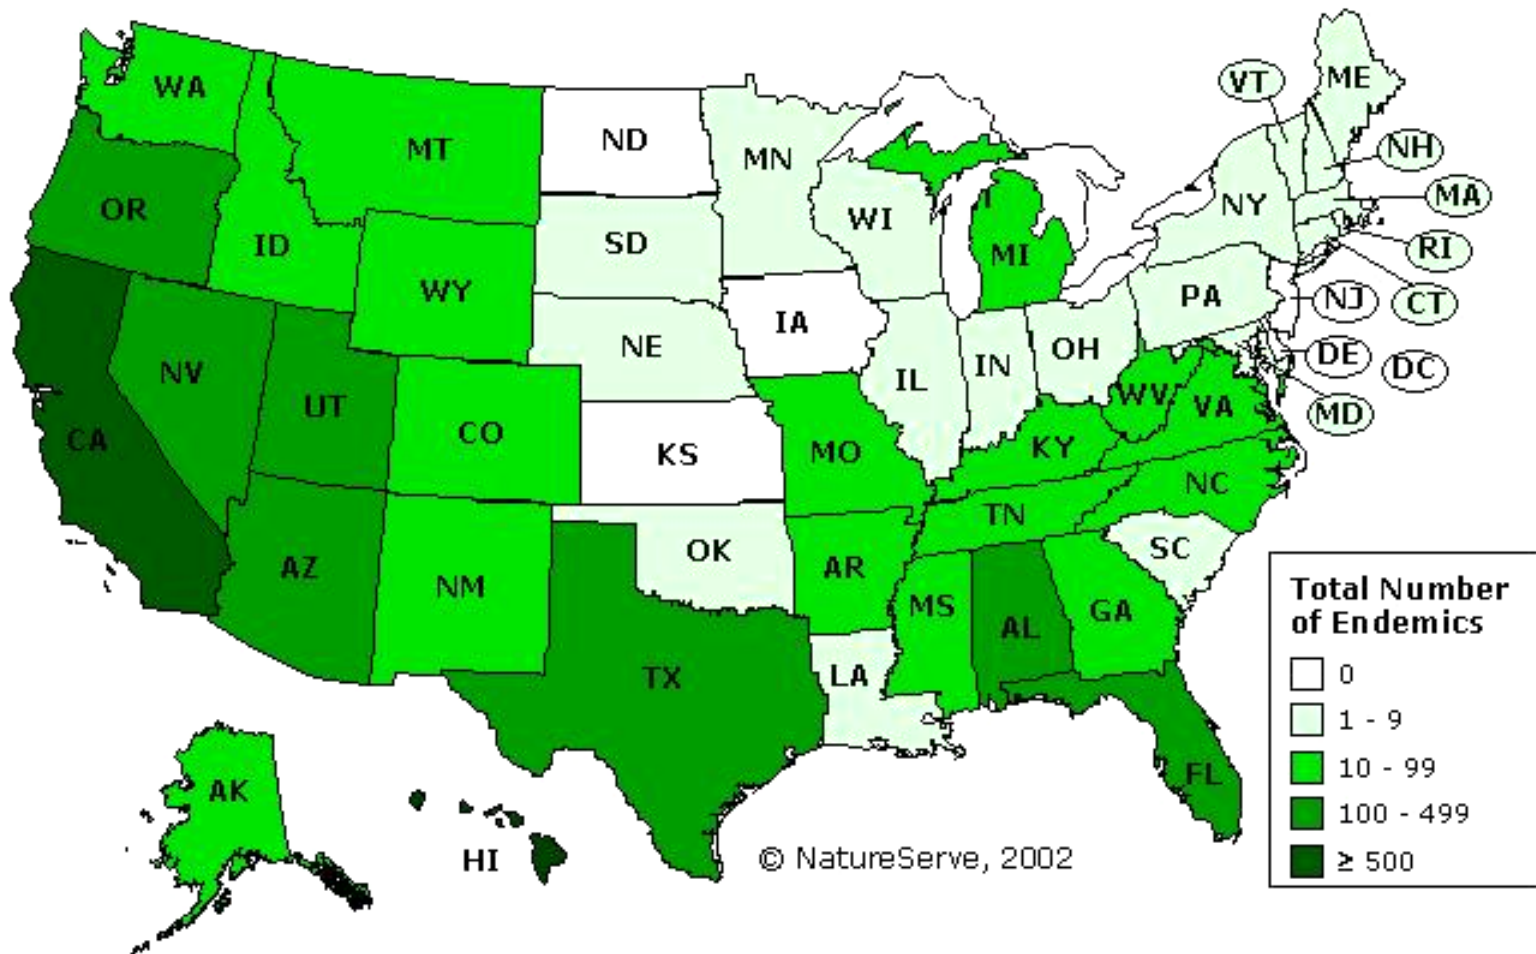 WA
MT
ND
MN
VT
ME
NH
MA
OR
ID
SD
WI
NY
MI
RI
WY
IA
PA
NJ
CT
NV
NE
IL
IN
OH
DE
DC
UT
CO
KS
MO
KY
WV
VA
MD
CA
NC
TN
AZ
NM
OK
AR
SC
MS
AL
GA
TX
LA
FL
AK
HI
© NatureServe, 2002
Total Number
of Endemics
0
1 - 9
10 - 99
100 - 499
≥ 500